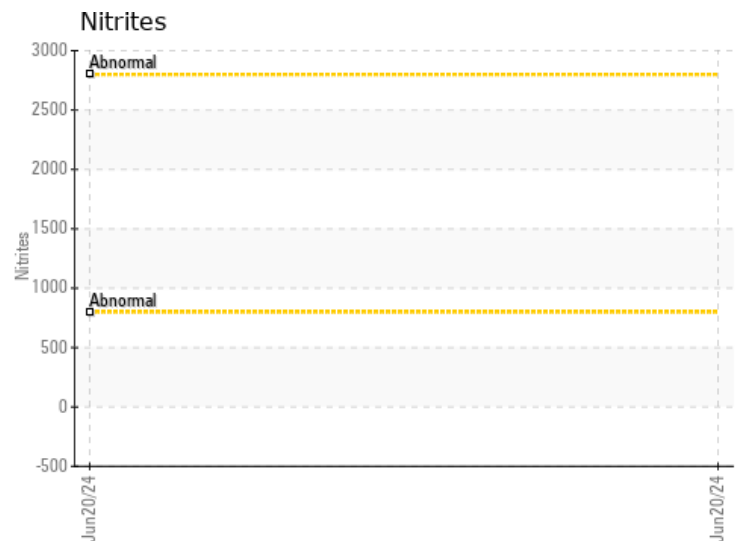 Nitrites
3000
Abnormal
2500
2000
1500
Nitrites
1000
Abnormal
500
0
-500
Jun20/24
Jun20/24